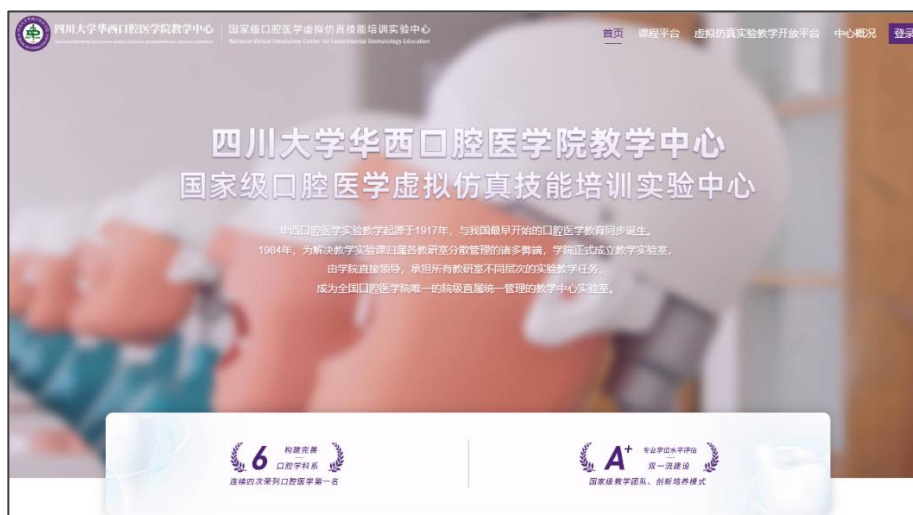 四川大学华西口腔医学院教学中心
国家级口腔医学虚拟仿真技能培训实验中心
National Virtual Simulation Center for Experimental Stomatology Education
首页 课程平台 虚拟仿真实验教学开放平台 中心概况 登录
四川大学华西口腔医学院教学中心
国家级口腔医学虚拟仿真技能培训实验中心
华西口腔医学实验教学起源于1917年，与我国最早开始的口腔医学教育同步诞生。
1984年，为解决教学实验课归属各教研室分散管理的诸多弊端，学院正式成立教学实验室，
由学院直接领导，承担所有教研室不同层次的实验教学任务，
成为全国口腔医学院唯一的院级直属统一管理的教学中心实验室。
6
构建完善
口腔学科系
连续四次荣列口腔医学第一名
A+
专业学位水平评估
双一流建设
国家级教学团队、创新培养模式